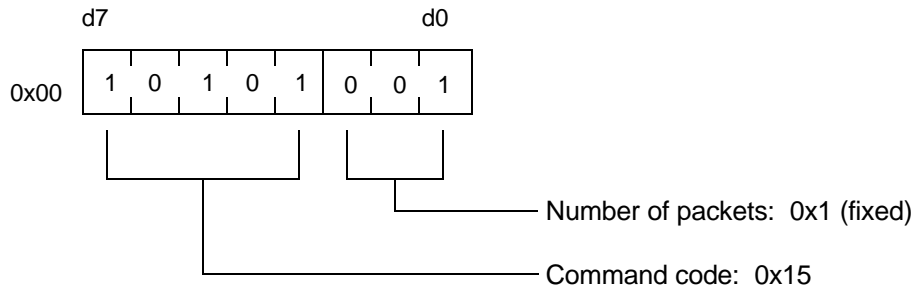 d7 d0
0x00 1 0 1 0 1 0 0 1
Number of packets: 0x1 (fixed)
Command code: 0x15